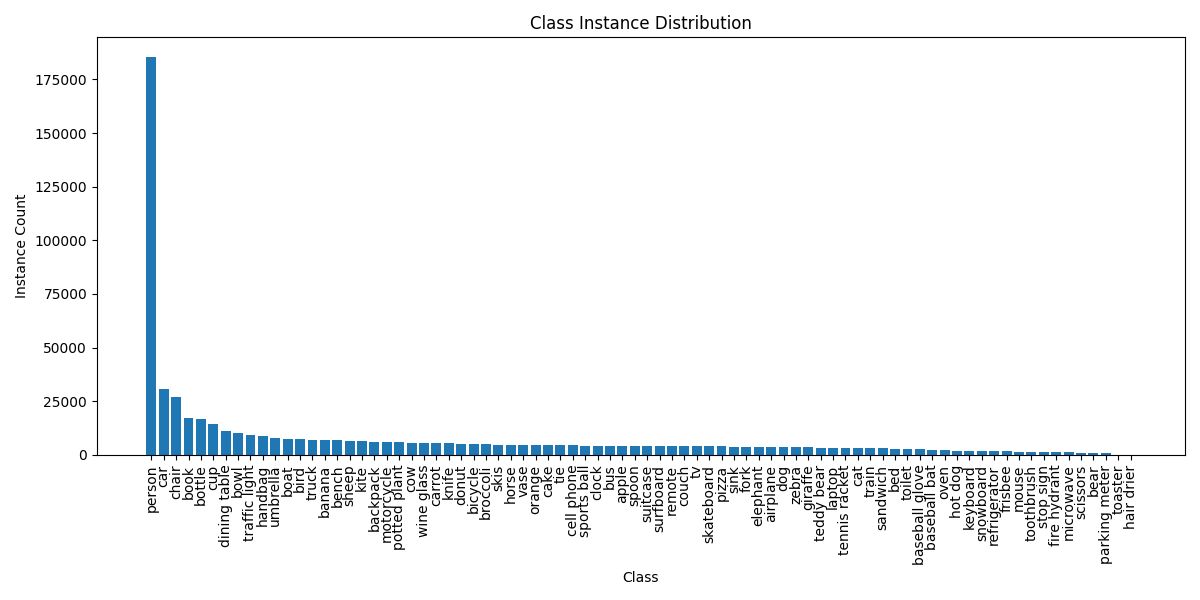 Class Instance Distribution
Instance Count
175000
150000
125000
100000
75000
50000
25000
0
person
car
chair
book
bottle
cup
dining table
bowl
traffic light
handbag
umbrella
boat
bird
truck
banana
bench
sheep
kite
backpack
motorcycle
potted plant
cow
wine glass
carrot
knife
donut
bicycle
broccoli
skis
horse
vase
orange
cake
tie
cell phone
sports ball
clock
bus
apple
spoon
suitcase
surfboard
remote
couch
tv
skateboard
pizza
sink
fork
elephant
airplane
dog
zebra
giraffe
teddy bear
laptop
tennis racket
cat
train
sandwich
bed
toilet
baseball glove
baseball bat
oven
hot dog
keyboard
snowboard
refrigerator
frisbee
mouse
toothbrush
stop sign
fire hydrant
microwave
scissors
bear
parking meter
toaster
hair drier
Class